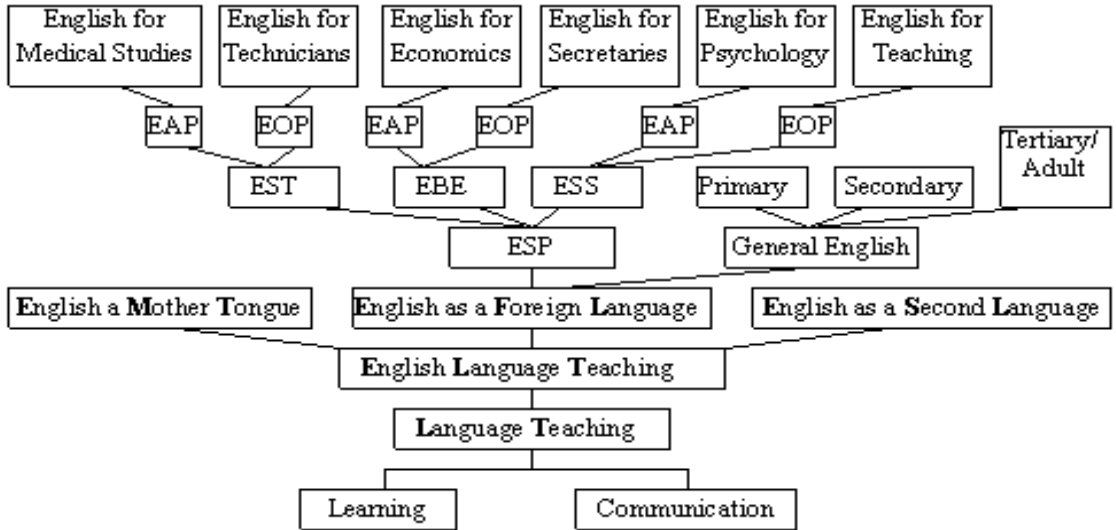 English for
Medical Studies
English for
Technicians
English for
Economics
English for
Secretaries
English for
Psychology
English for
Teaching
EAP
EOP
EAP
EOP
EAP
EOP
Tertiary/
Adult
EST
EBE
ESS
Primary
Secondary
ESP
General English
English a Mother Tongue
English as a Foreign Language
English as a Second Language
English Language Teaching
Language Teaching
Learning
Communication